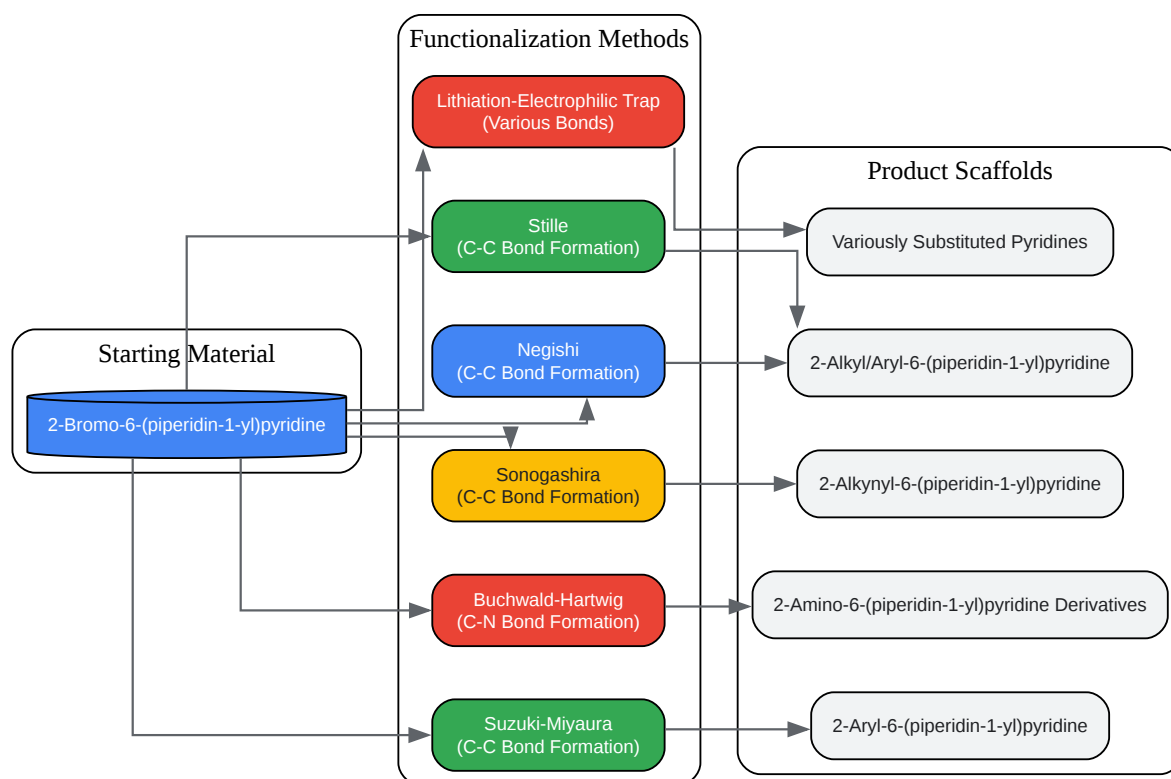 Functionalization Methods
Lithiation-Electrophilic Trap
(Various Bonds)
Product Scaffolds
Stille
(C-C Bond Formation)
Variously Substituted Pyridines
Starting Material
Negishi
(C-C Bond Formation)
2-Alkyl/Aryl-6-(piperidin-1-yl)pyridine
2-Bromo-6-(piperidin-1-yl)pyridine
Sonogashira
(C-C Bond Formation)
2-Alkynyl-6-(piperidin-1-yl)pyridine
Buchwald-Hartwig
(C-N Bond Formation)
2-Amino-6-(piperidin-1-yl)pyridine Derivatives
Suzuki-Miyaura
(C-C Bond Formation)
2-Aryl-6-(piperidin-1-yl)pyridine